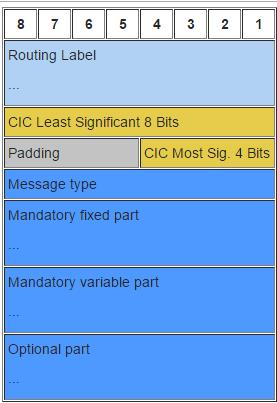 8 7 6 5 4 3 2 1
Routing Label
...
CIC Least Significant 8 Bits
Padding CIC Most Sig. 4 Bits
Message type
Mandatory fixed part
...
Mandatory variable part
...
Optional part
...